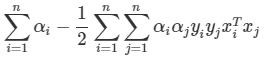 $$\sum_{i=1}^{n} \alpha_i - \frac{1}{2} \sum_{i=1}^{n} \sum_{j=1}^{n} \alpha_i \alpha_j y_i y_j x_i^T x_j$$